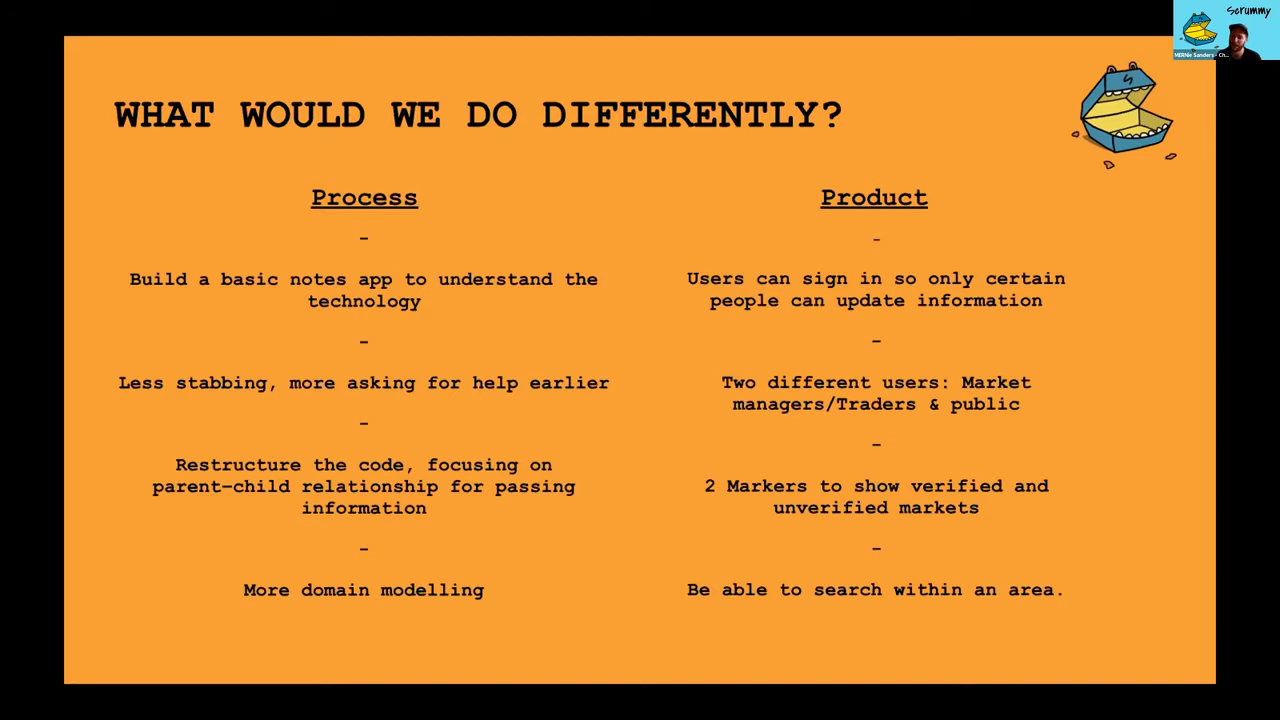 Scrummy
MERNie Sanders - Ch...
WHAT WOULD WE DO DIFFERENTLY?
Process
-
Build a basic notes app to understand the
technology
-
Less stabbing, more asking for help earlier
-
Restructure the code, focusing on
parent-child relationship for passing
information
-
More domain modelling
Product
-
Users can sign in so only certain
people can update information
-
Two different users: Market
managers/Traders & public
-
2 Markers to show verified and
unverified markets
-
Be able to search within an area.